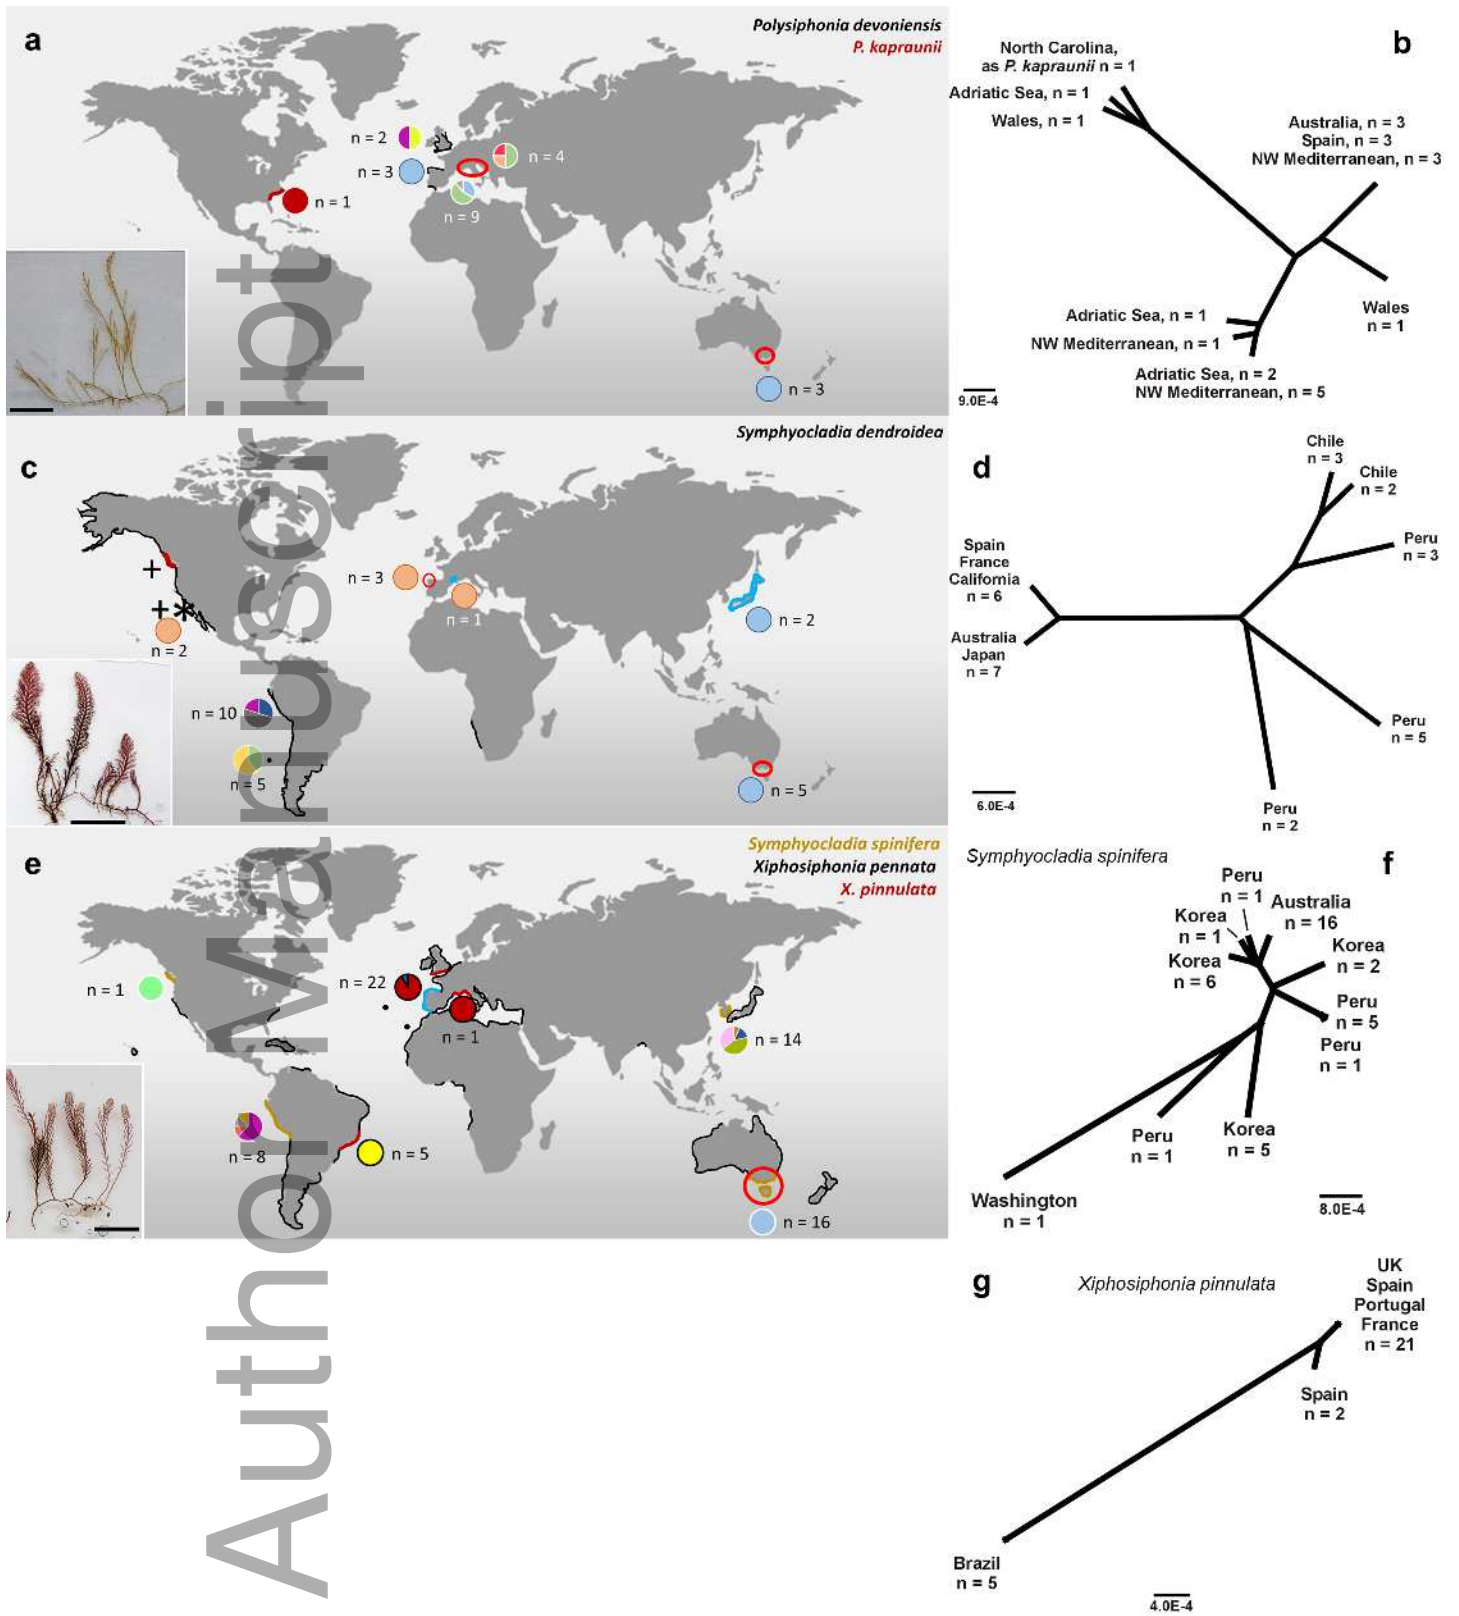 a
Polysiphonia devoniensis
P. kapraunii
n = 2
n = 3
n = 4
n = 9
n = 1
n = 3
b
North Carolina,
as P. kapraunii n = 1
Adriatic Sea, n = 1
Wales, n = 1
Australia, n = 3
Spain, n = 3
NW Mediterranean, n = 3
Wales
n = 1
Adriatic Sea, n = 1
NW Mediterranean, n = 1
Adriatic Sea, n = 2
NW Mediterranean, n = 5
9.0E-4
c
Symphyocladia dendroidea
+
+*
n = 2
n = 3
n = 1
n = 2
n = 10
n = 5
n = 5
d
Chile
n = 3
Chile
n = 2
Peru
n = 3
Spain
France
California
n = 6
Australia
Japan
n = 7
Peru
n = 5
Peru
n = 2
6.0E-4
e
Symphyocladia spinifera
Xiphosiphonia pennata
X. pinnulata
n = 1
n = 22
n = 1
n = 14
n = 8
n = 5
n = 16
Symphyocladia spinifera
f
Peru
n = 1
Australia
n = 16
Korea
n = 1
Korea
n = 2
Korea
n = 6
Peru
n = 5
Peru
n = 1
Peru
n = 1
Korea
n = 5
Washington
n = 1
8.0E-4
g
Xiphosiphonia pinnulata
UK
Spain
Portugal
France
n = 21
Spain
n = 2
Brazil
n = 5
4.0E-4
Author Manuscript